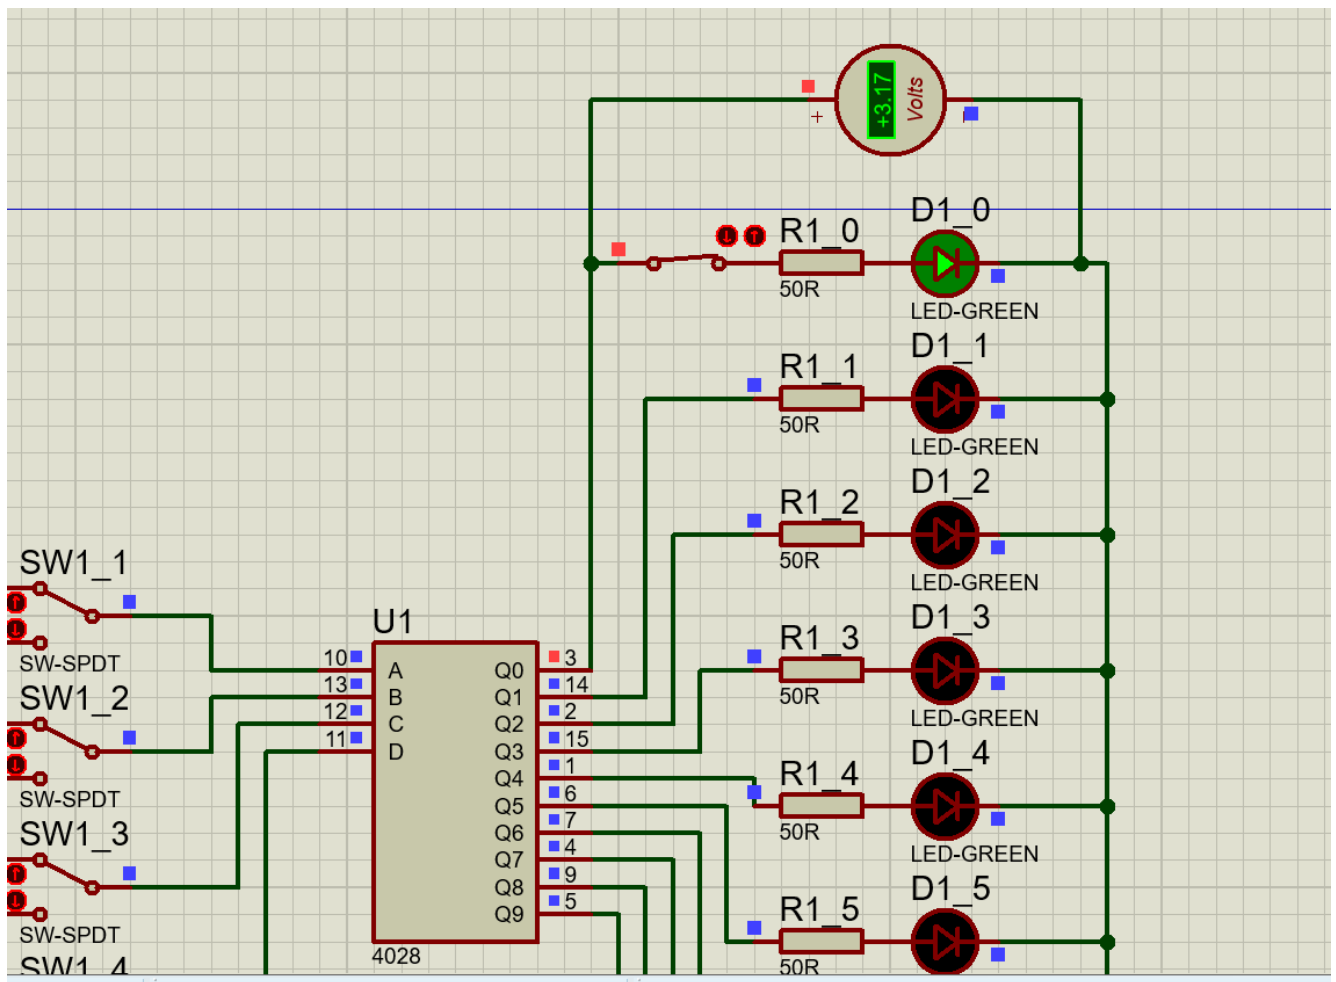 +3.17
Volts
+
D1_0
R1_0
50R
LED-GREEN
D1_1
R1_1
50R
LED-GREEN
D1_2
R1_2
50R
LED-GREEN
D1_3
R1_3
50R
LED-GREEN
D1_4
R1_4
50R
LED-GREEN
D1_5
R1_5
50R
SW1_1
SW-SPDT
SW1_2
SW-SPDT
SW1_3
SW-SPDT
SW1_4
U1
10 A Q0 3
13 B Q1 14
12 C Q2 2
11 D Q3 15
Q4 1
Q5 6
Q6 7
Q7 4
Q8 9
Q9 5
4028